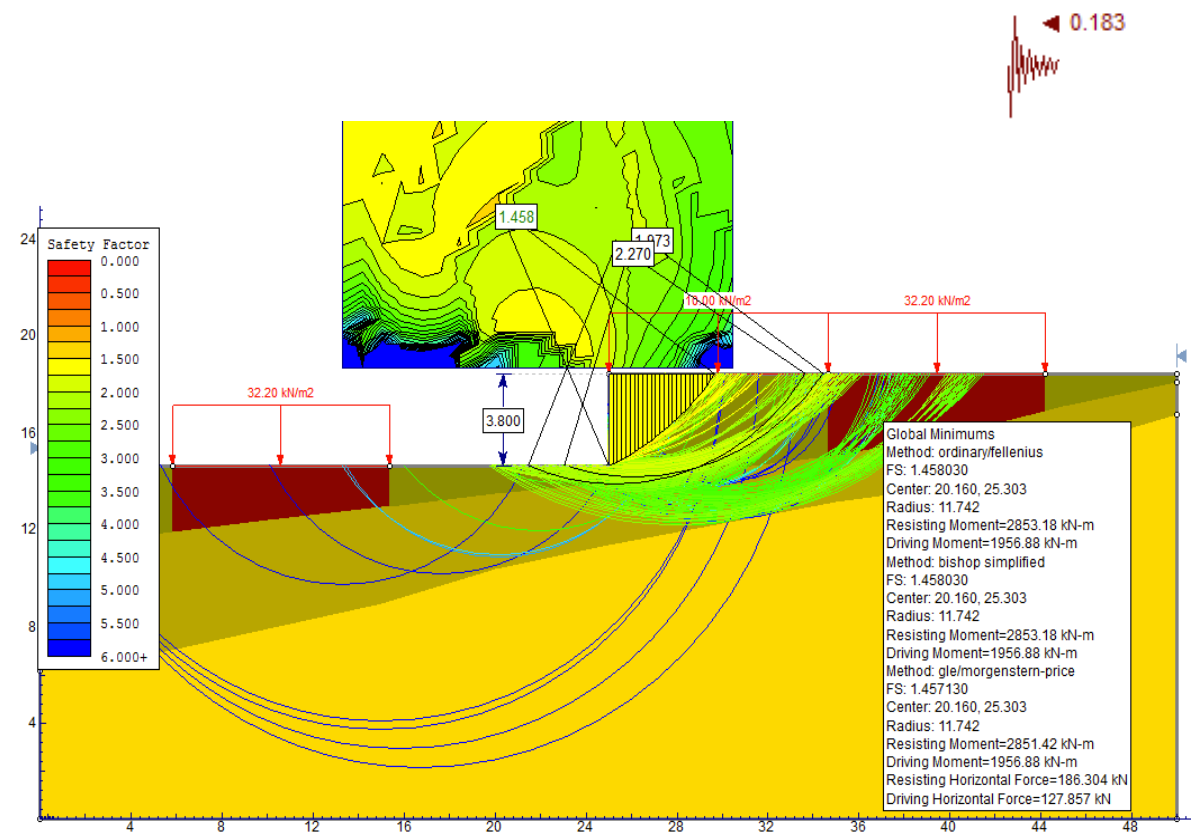 0.183
24
Safety Factor
0.000
0.500
1.000
1.500
2.000
2.500
3.000
3.500
4.000
4.500
5.000
5.500
6.000+
1.458
2.270
10.00 kN/m2
32.20 kN/m2
20
32.20 kN/m2
3.800
16
12
8
4
Global Minimums
Method: ordinary/fellenius
FS: 1.458030
Center: 20.160, 25.303
Radius: 11.742
Resisting Moment=2853.18 kN-m
Driving Moment=1956.88 kN-m
Method: bishop simplified
FS: 1.458030
Center: 20.160, 25.303
Radius: 11.742
Resisting Moment=2853.18 kN-m
Driving Moment=1956.88 kN-m
Method: gle/morgenstern-price
FS: 1.457130
Center: 20.160, 25.303
Radius: 11.742
Resisting Moment=2851.42 kN-m
Driving Moment=1956.88 kN-m
Resisting Horizontal Force=186.304 kN
Driving Horizontal Force=127.857 kN
4 8 12 16 20 24 28 32 36 40 44 48